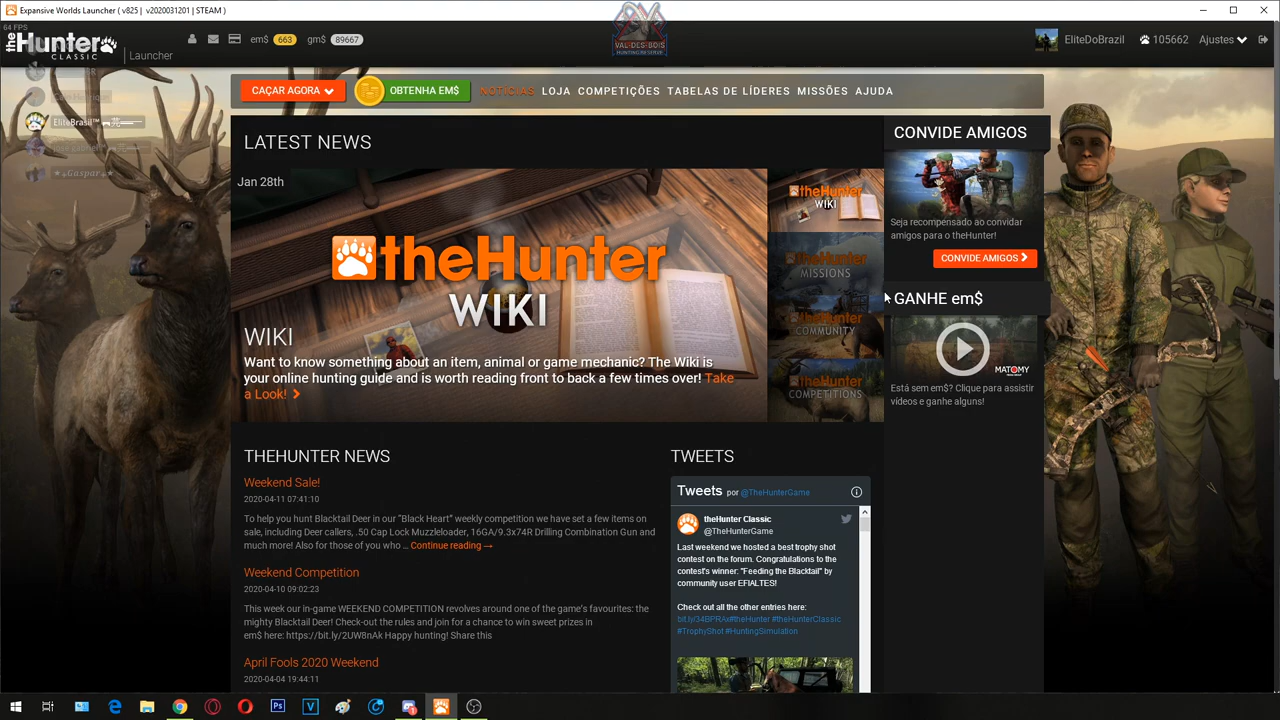 Expansive Worlds Launcher ( v825 | v2020031201 | STEAM )
64 FPS
theHunter
CLASSIC
Launcher
em$ 663 gm$ 89667
VAL-DES-BOIS
HUNTING RESERVE
EliteDoBrazil 105662 Ajustes
EliteBrasil™
★₄Gaspar₄★
CAÇAR AGORA
OBTENHA EM$
NOTÍCIAS LOJA COMPETIÇÕES TABELAS DE LÍDERES MISSÕES AJUDA
LATEST NEWS
Jan 28th
theHunter
WIKI
WIKI
Want to know something about an item, animal or game mechanic? The Wiki is
your online hunting guide and is worth reading front to back a few times over! Take
a Look!
theHunter
WIKI
theHunter
MISSIONS
theHunter
COMMUNITY
theHunter
COMPETITIONS
CONVIDE AMIGOS
Seja recompensado ao convidar
amigos para o theHunter!
CONVIDE AMIGOS
GANHE em$
MATOMY
Está sem em$? Clique para assistir
vídeos e ganhe alguns!
THEHUNTER NEWS
Weekend Sale!
2020-04-11 07:41:10
To help you hunt Blacktail Deer in our "Black Heart" weekly competition we have set a few items on
sale, including Deer callers, .50 Cap Lock Muzzleloader, 16GA/9.3x74R Drilling Combination Gun and
much more! Also for those of you who ... Continue reading →
Weekend Competition
2020-04-10 09:02:23
This week our in-game WEEKEND COMPETITION revolves around one of the game's favourites: the
mighty Blacktail Deer! Check-out the rules and join for a chance to win sweet prizes in
em$ here: https://bit.ly/2UW8nAk Happy hunting! Share this
April Fools 2020 Weekend
2020-04-04 19:44:11
TWEETS
Tweets por @TheHunterGame
theHunter Classic
@TheHunterGame
Last weekend we hosted a best trophy shot
contest on the forum. Congratulations to the
contest's winner: "Feeding the Blacktail" by
community user EFIALTES!
Check out all the other entries here:
bit.ly/34BPRAx#theHunter #theHunterClassic
#TrophyShot #HuntingSimulation